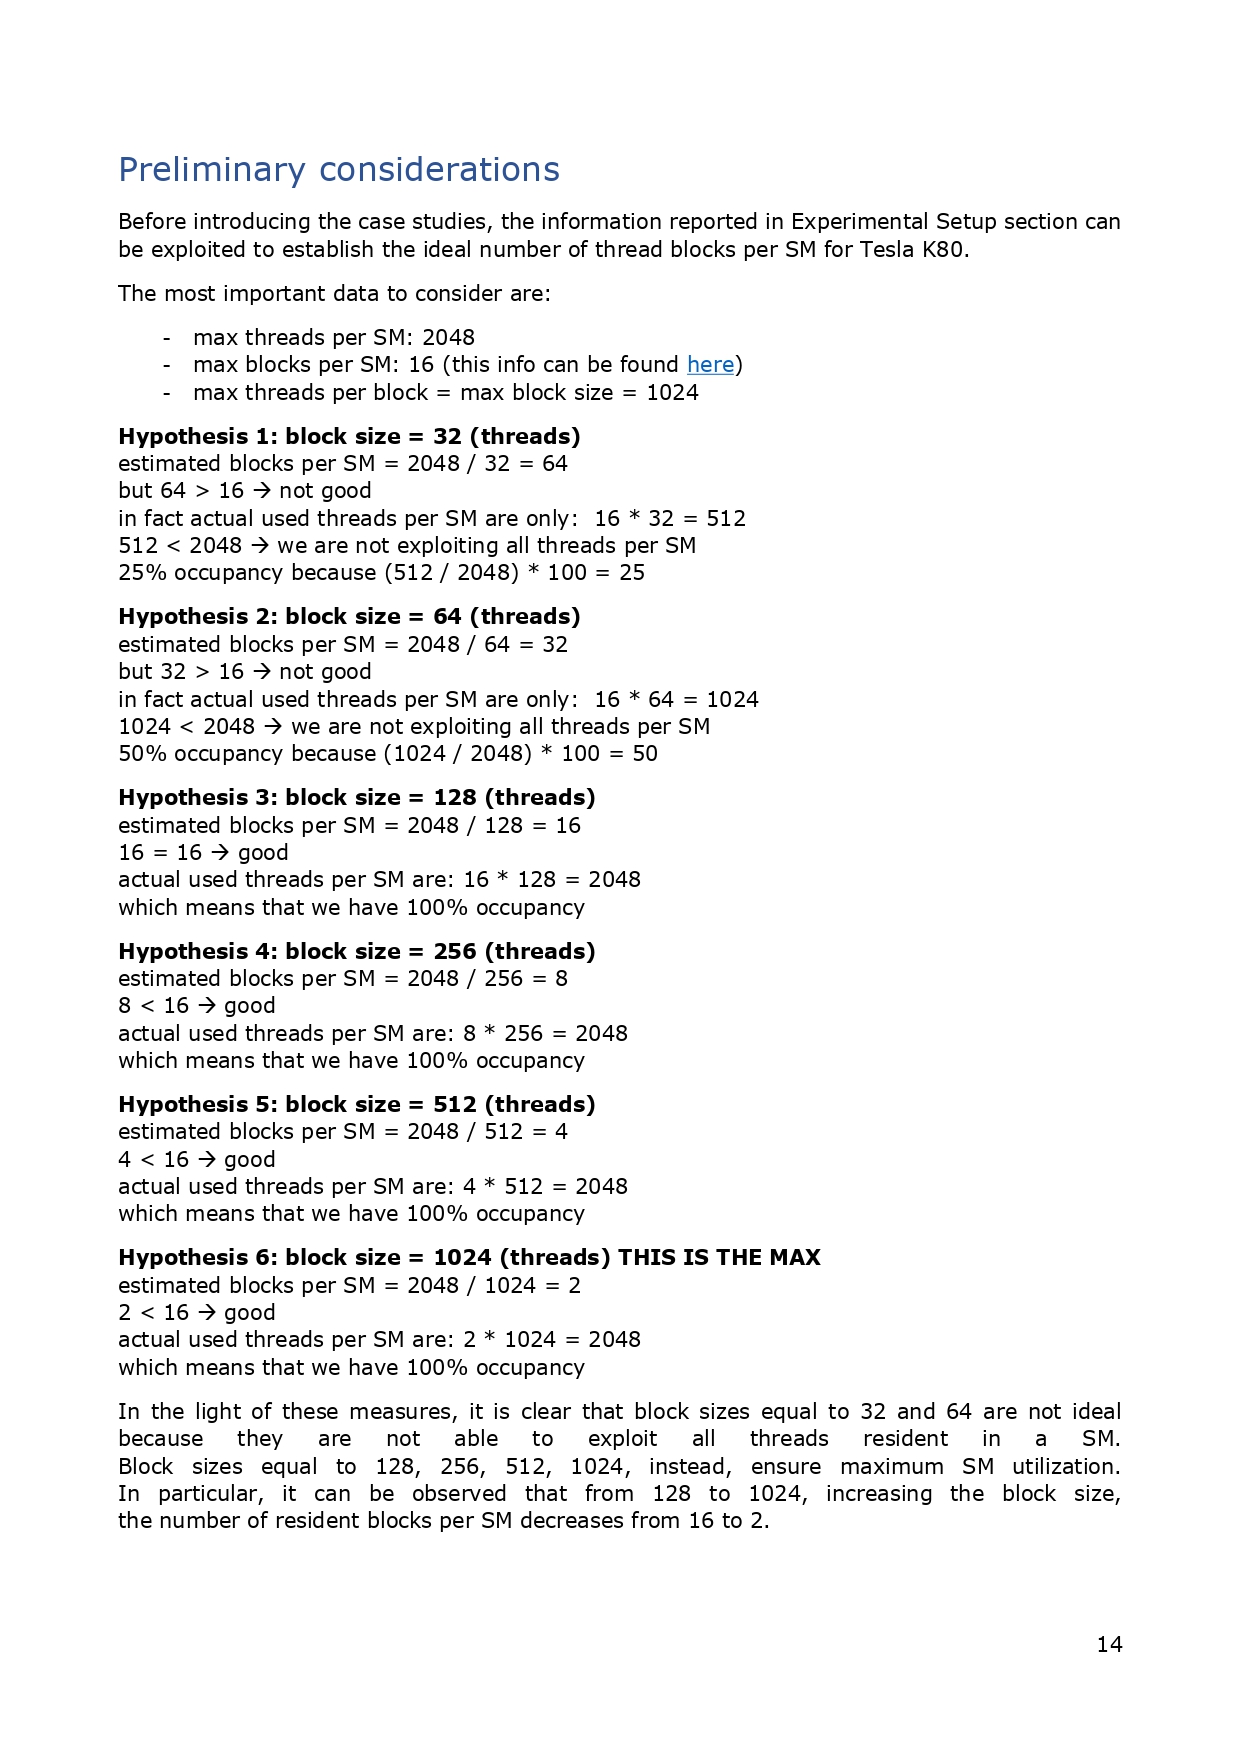 Preliminary considerations
Before introducing the case studies, the information reported in Experimental Setup section can
be exploited to establish the ideal number of thread blocks per SM for Tesla K80.
The most important data to consider are:
- max threads per SM: 2048
- max blocks per SM: 16 (this info can be found here)
- max threads per block = max block size = 1024
Hypothesis 1: block size = 32 (threads)
estimated blocks per SM = 2048 / 32 = 64
but 64 > 16 → not good
in fact actual used threads per SM are only:  16 * 32 = 512
512 < 2048 → we are not exploiting all threads per SM
25% occupancy because (512 / 2048) * 100 = 25
Hypothesis 2: block size = 64 (threads)
estimated blocks per SM = 2048 / 64 = 32
but 32 > 16 → not good
in fact actual used threads per SM are only:  16 * 64 = 1024
1024 < 2048 → we are not exploiting all threads per SM
50% occupancy because (1024 / 2048) * 100 = 50
Hypothesis 3: block size = 128 (threads)
estimated blocks per SM = 2048 / 128 = 16
16 = 16 → good
actual used threads per SM are: 16 * 128 = 2048
which means that we have 100% occupancy
Hypothesis 4: block size = 256 (threads)
estimated blocks per SM = 2048 / 256 = 8
8 < 16 → good
actual used threads per SM are: 8 * 256 = 2048
which means that we have 100% occupancy
Hypothesis 5: block size = 512 (threads)
estimated blocks per SM = 2048 / 512 = 4
4 < 16 → good
actual used threads per SM are: 4 * 512 = 2048
which means that we have 100% occupancy
Hypothesis 6: block size = 1024 (threads) THIS IS THE MAX
estimated blocks per SM = 2048 / 1024 = 2
2 < 16 → good
actual used threads per SM are: 2 * 1024 = 2048
which means that we have 100% occupancy
In the light of these measures, it is clear that block sizes equal to 32 and 64 are not ideal
because they are not able to exploit all threads resident in a SM.
Block sizes equal to 128, 256, 512, 1024, instead, ensure maximum SM utilization.
In particular, it can be observed that from 128 to 1024, increasing the block size,
the number of resident blocks per SM decreases from 16 to 2.
14